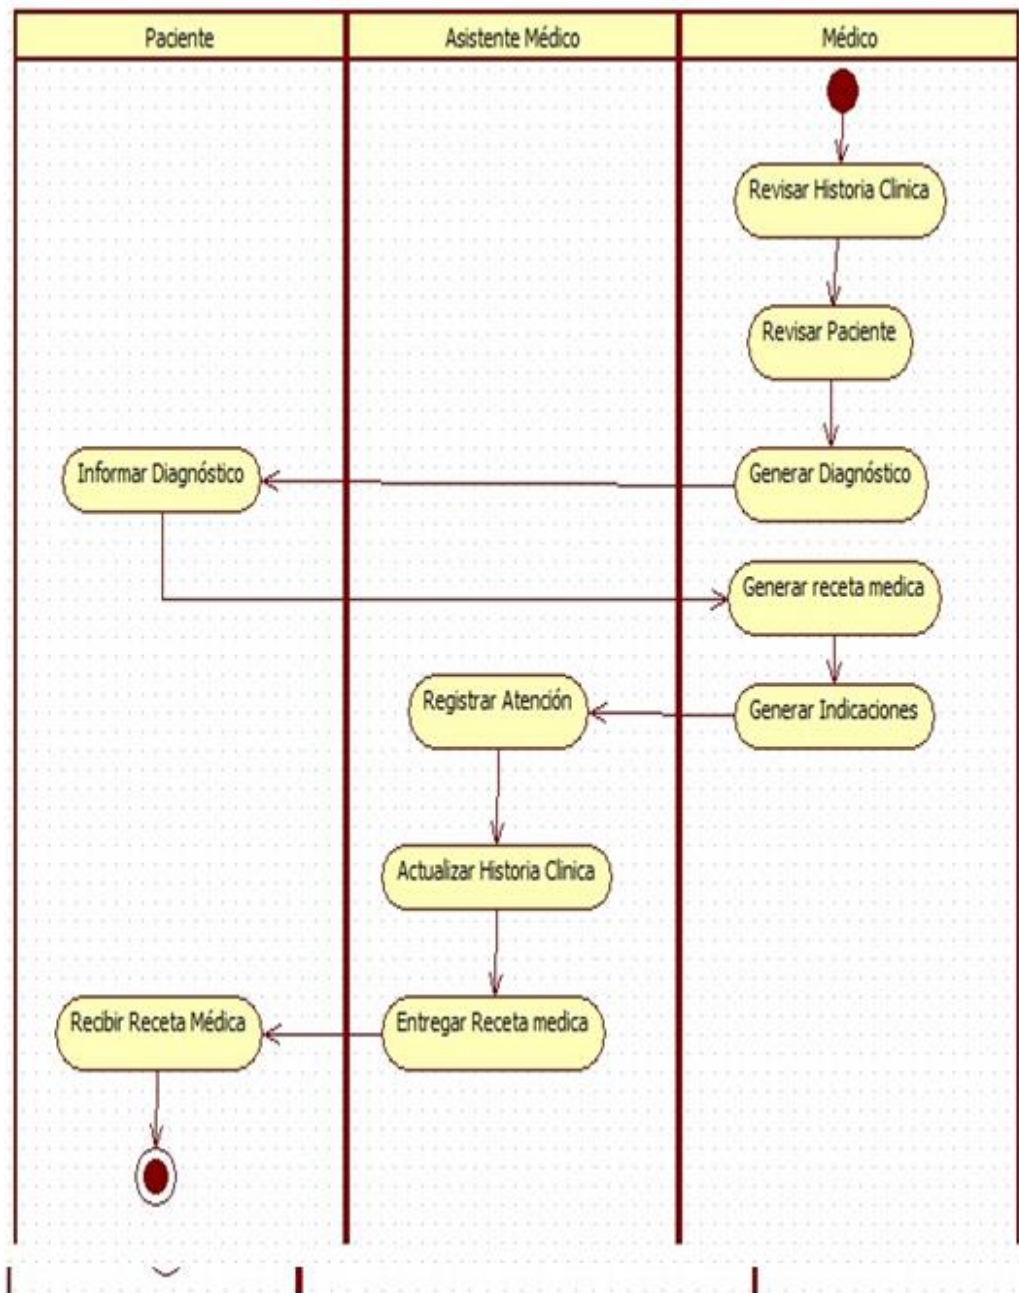 Paciente
Asistente Médico
Médico
Revisar Historia Clinica
Revisar Paciente
Informar Diagnóstico
Generar Diagnóstico
Generar receta medica
Registrar Atención
Generar Indicaciones
Actualizar Historia Clinica
Recibir Receta Médica
Entregar Receta medica